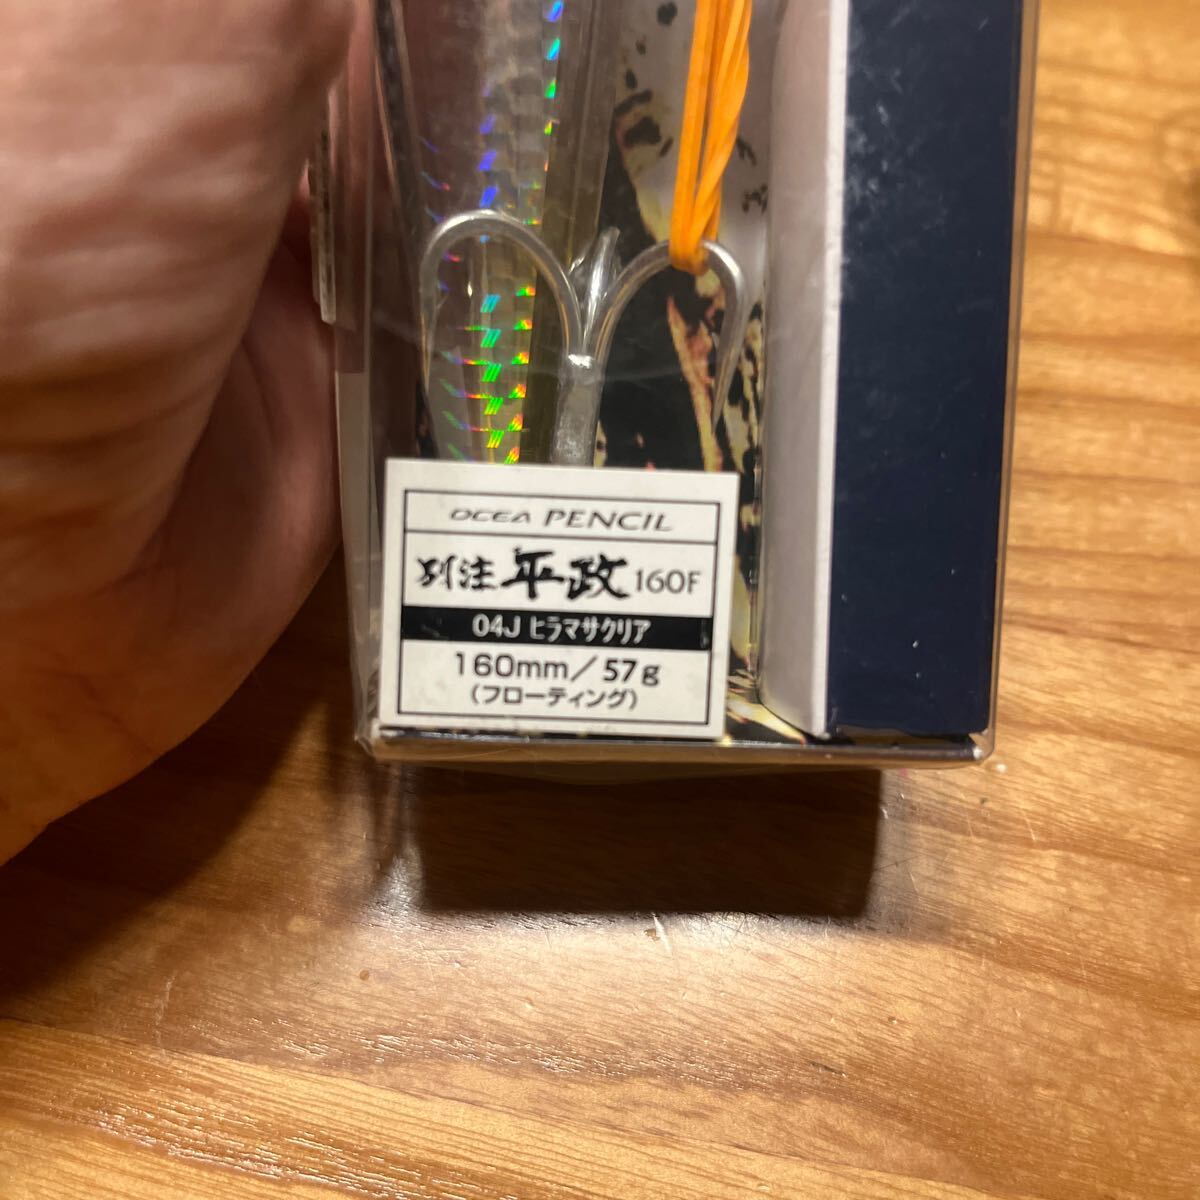 OCEA PENCIL
別注 平政 160F
04J ヒラマサクリア
160mm/57g
(フローティング)